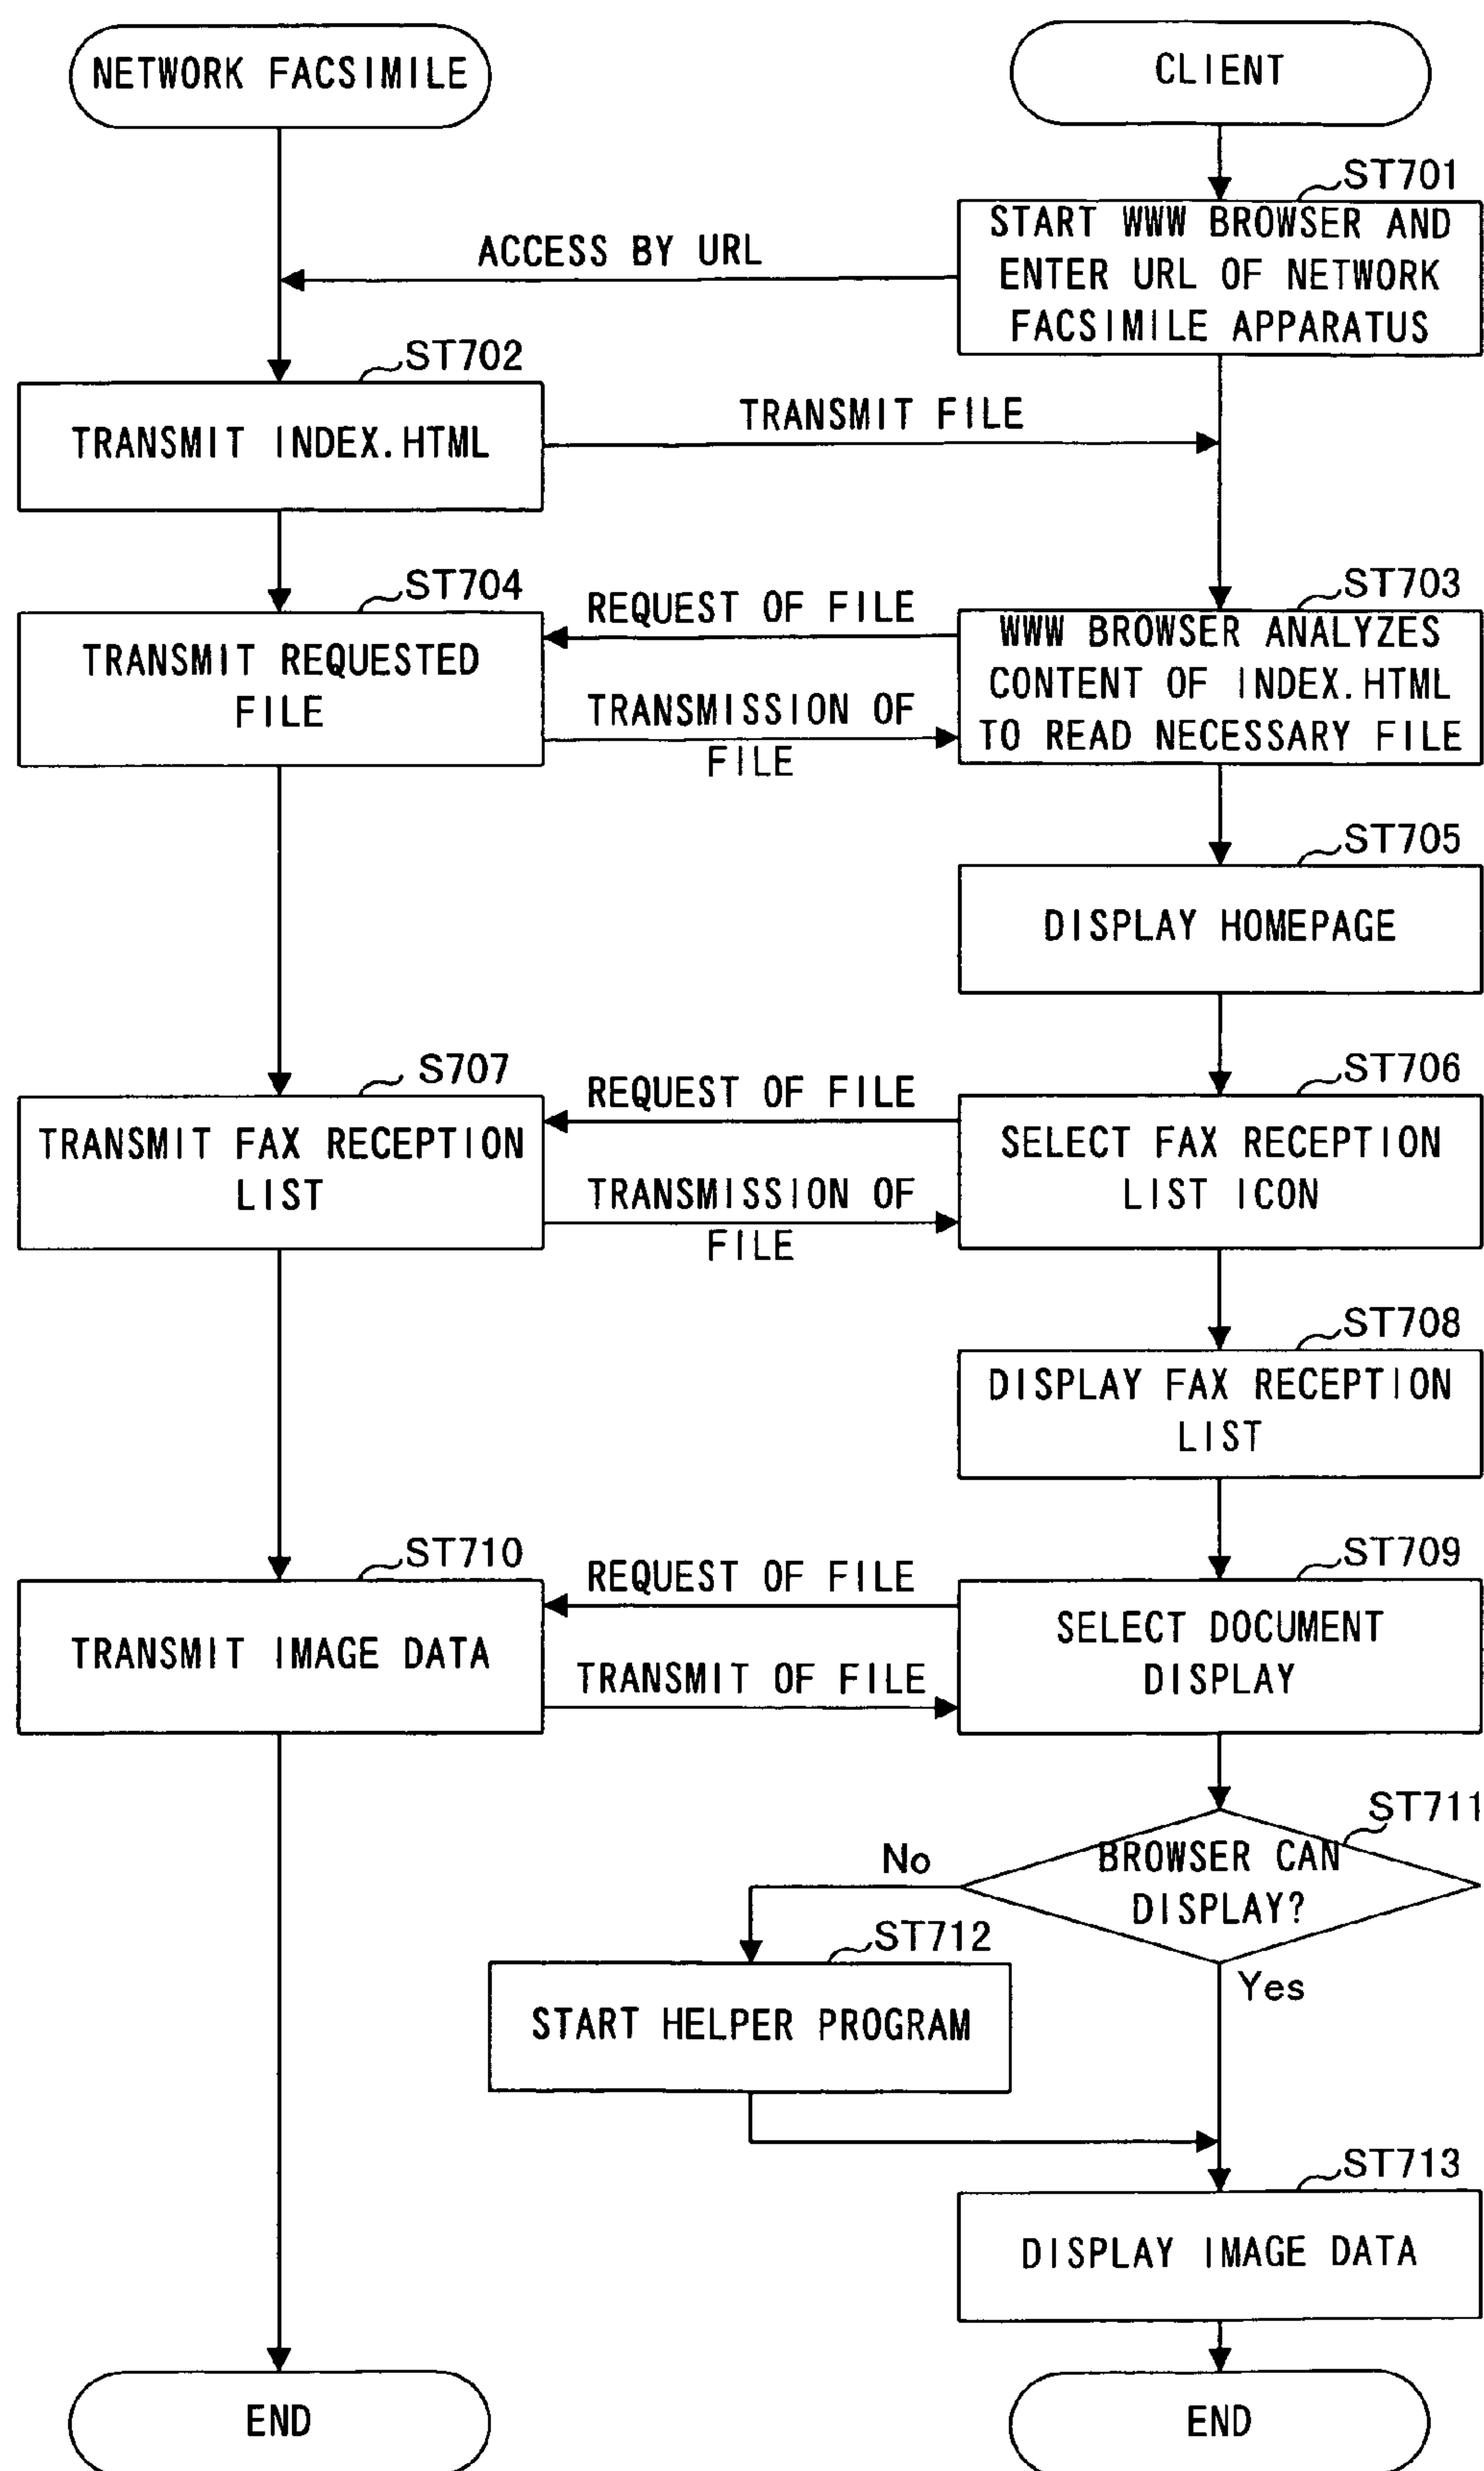 NETWORK FACSIMILE
CLIENT
ST701
START WWW BROWSER AND
ENTER URL OF NETWORK
FACSIMILE APPARATUS
ACCESS BY URL
ST702
TRANSMIT INDEX.HTML
TRANSMIT FILE
ST704
TRANSMIT REQUESTED
FILE
REQUEST OF FILE
TRANSMISSION OF
FILE
ST703
WWW BROWSER ANALYZES
CONTENT OF INDEX.HTML
TO READ NECESSARY FILE
ST705
DISPLAY HOMEPAGE
S707
TRANSMIT FAX RECEPTION
LIST
REQUEST OF FILE
TRANSMISSION OF
FILE
ST706
SELECT FAX RECEPTION
LIST ICON
ST708
DISPLAY FAX RECEPTION
LIST
ST710
TRANSMIT IMAGE DATA
REQUEST OF FILE
TRANSMIT OF FILE
ST709
SELECT DOCUMENT
DISPLAY
ST711
BROWSER CAN
DISPLAY?
No
Yes
ST712
START HELPER PROGRAM
ST713
DISPLAY IMAGE DATA
END
END